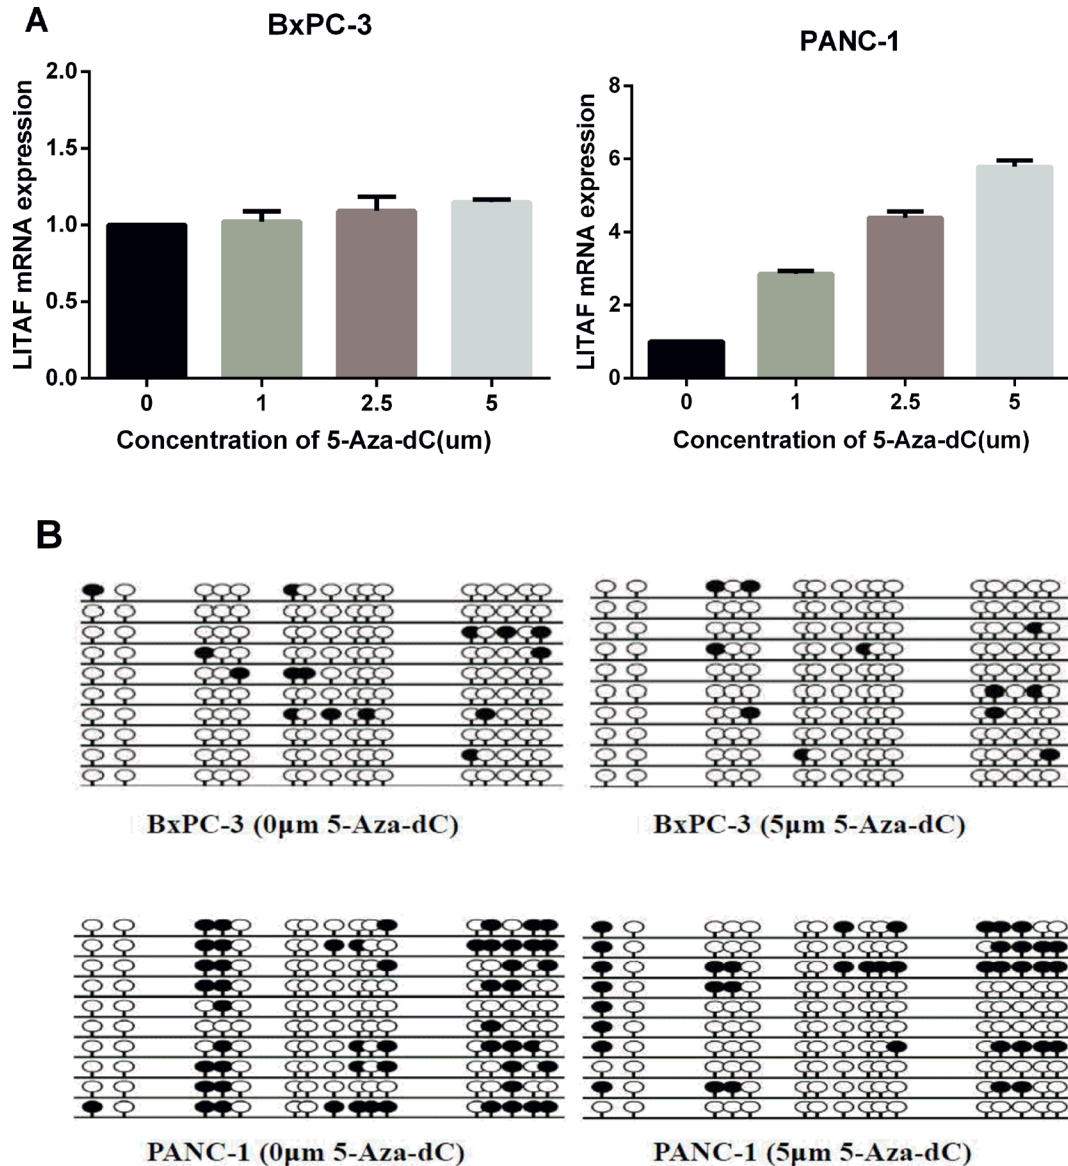 A
BxPC-3
PANC-1
LITAF mRNA expression
2.0
1.5
1.0
0.5
0.0
0 1 2.5 5
Concentration of 5-Aza-dC(um)
LITAF mRNA expression
8
6
4
2
0
0 1 2.5 5
Concentration of 5-Aza-dC(um)
B
BxPC-3 (0μm 5-Aza-dC)
BxPC-3 (5μm 5-Aza-dC)
PANC-1 (0μm 5-Aza-dC)
PANC-1 (5μm 5-Aza-dC)